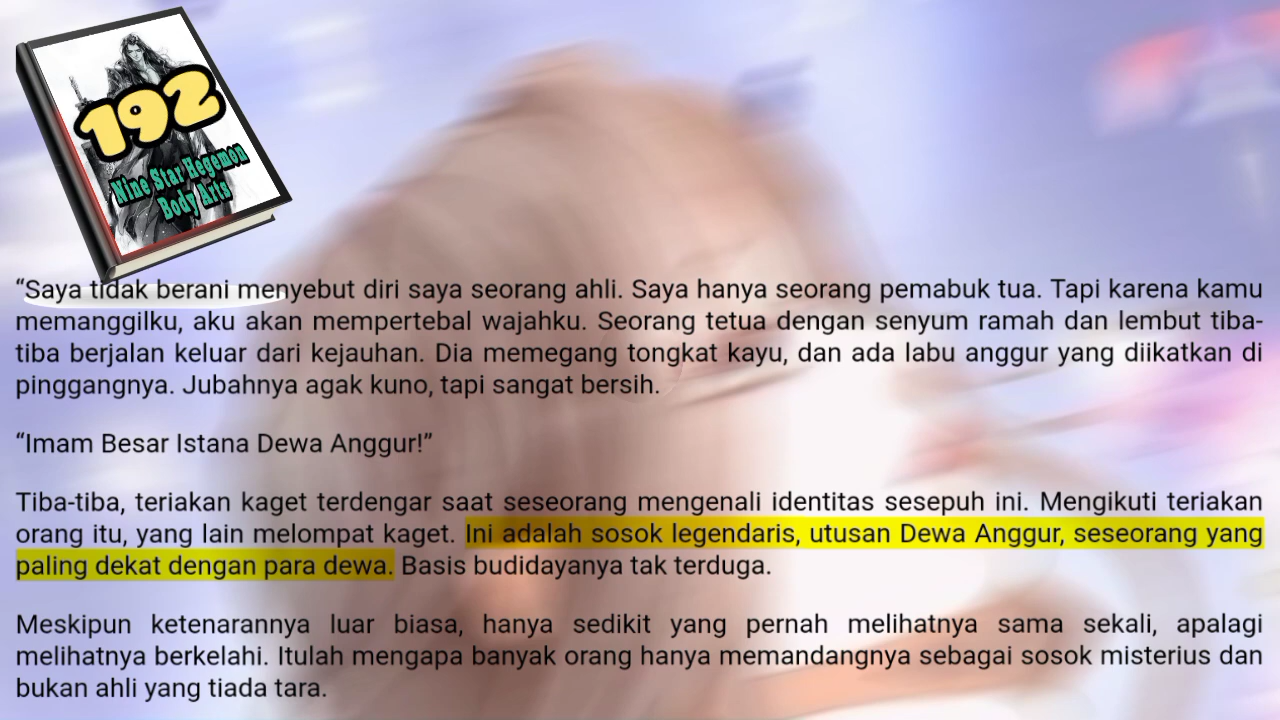 192
Nine Star Hegemon
Body Arts
“Saya tidak berani menyebut diri saya seorang ahli. Saya hanya seorang pemabuk tua. Tapi karena kamu
memanggilku, aku akan mempertebal wajahku. Seorang tetua dengan senyum ramah dan lembut tiba-
tiba berjalan keluar dari kejauhan. Dia memegang tongkat kayu, dan ada labu anggur yang diikatkan di
pinggangnya. Jubahnya agak kuno, tapi sangat bersih.
“Imam Besar Istana Dewa Anggur!”
Tiba-tiba, teriakan kaget terdengar saat seseorang mengenali identitas sesepuh ini. Mengikuti teriakan
orang itu, yang lain melompat kaget. Ini adalah sosok legendaris, utusan Dewa Anggur, seseorang yang
paling dekat dengan para dewa. Basis budidayanya tak terduga.
Meskipun ketenarannya luar biasa, hanya sedikit yang pernah melihatnya sama sekali, apalagi
melihatnya berkelahi. Itulah mengapa banyak orang hanya memandangnya sebagai sosok misterius dan
bukan ahli yang tiada tara.